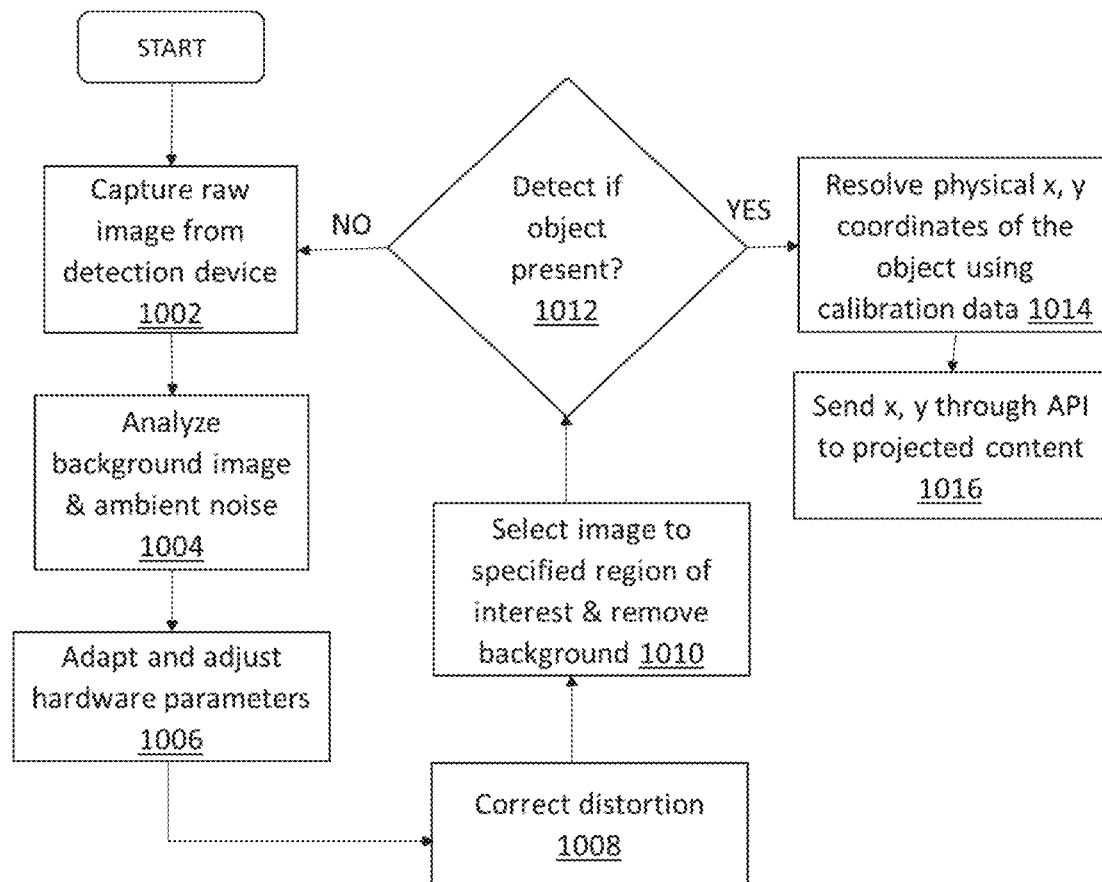 START
Capture raw
image from
detection device
1002
Analyze
background image
& ambient noise
1004
Adapt and adjust
hardware parameters
1006
Correct distortion
1008
Select image to
specified region of
interest & remove
background 1010
Detect if
object
present?
1012
NO
YES
Resolve physical x, y
coordinates of the
object using
calibration data 1014
Send x, y through API
to projected content
1016